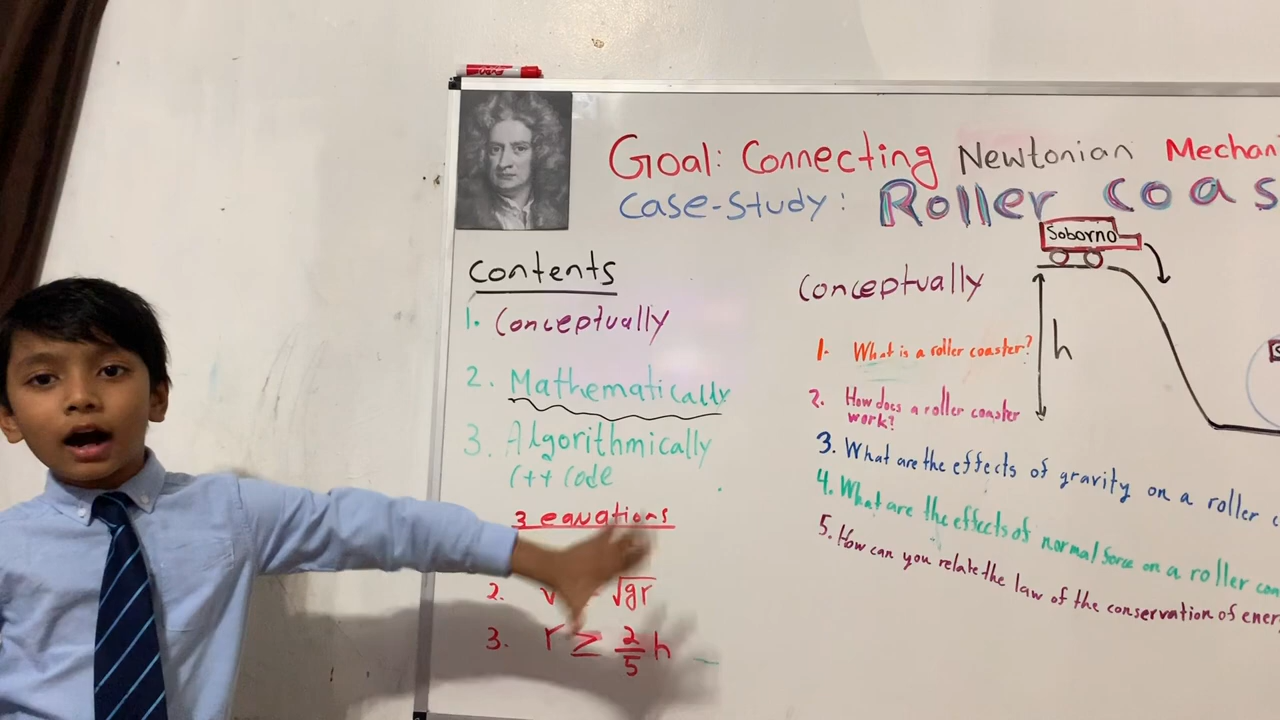 Goal: Connecting Newtonian Mechan
Case-Study: Roller coas
Soborno
Contents
1. Conceptually
2. Mathematically
3. Algorithmically
C++ Code
3 equations
2. v √gr
3. r ≥ 2/5 h
Conceptually
1. What is a roller coaster?
2. How does a roller coaster
work?
3. What are the effects of gravity on a roller c
4. What are the effects of normal force on a roller coas
5. How can you relate the law of the conservation of ener
h